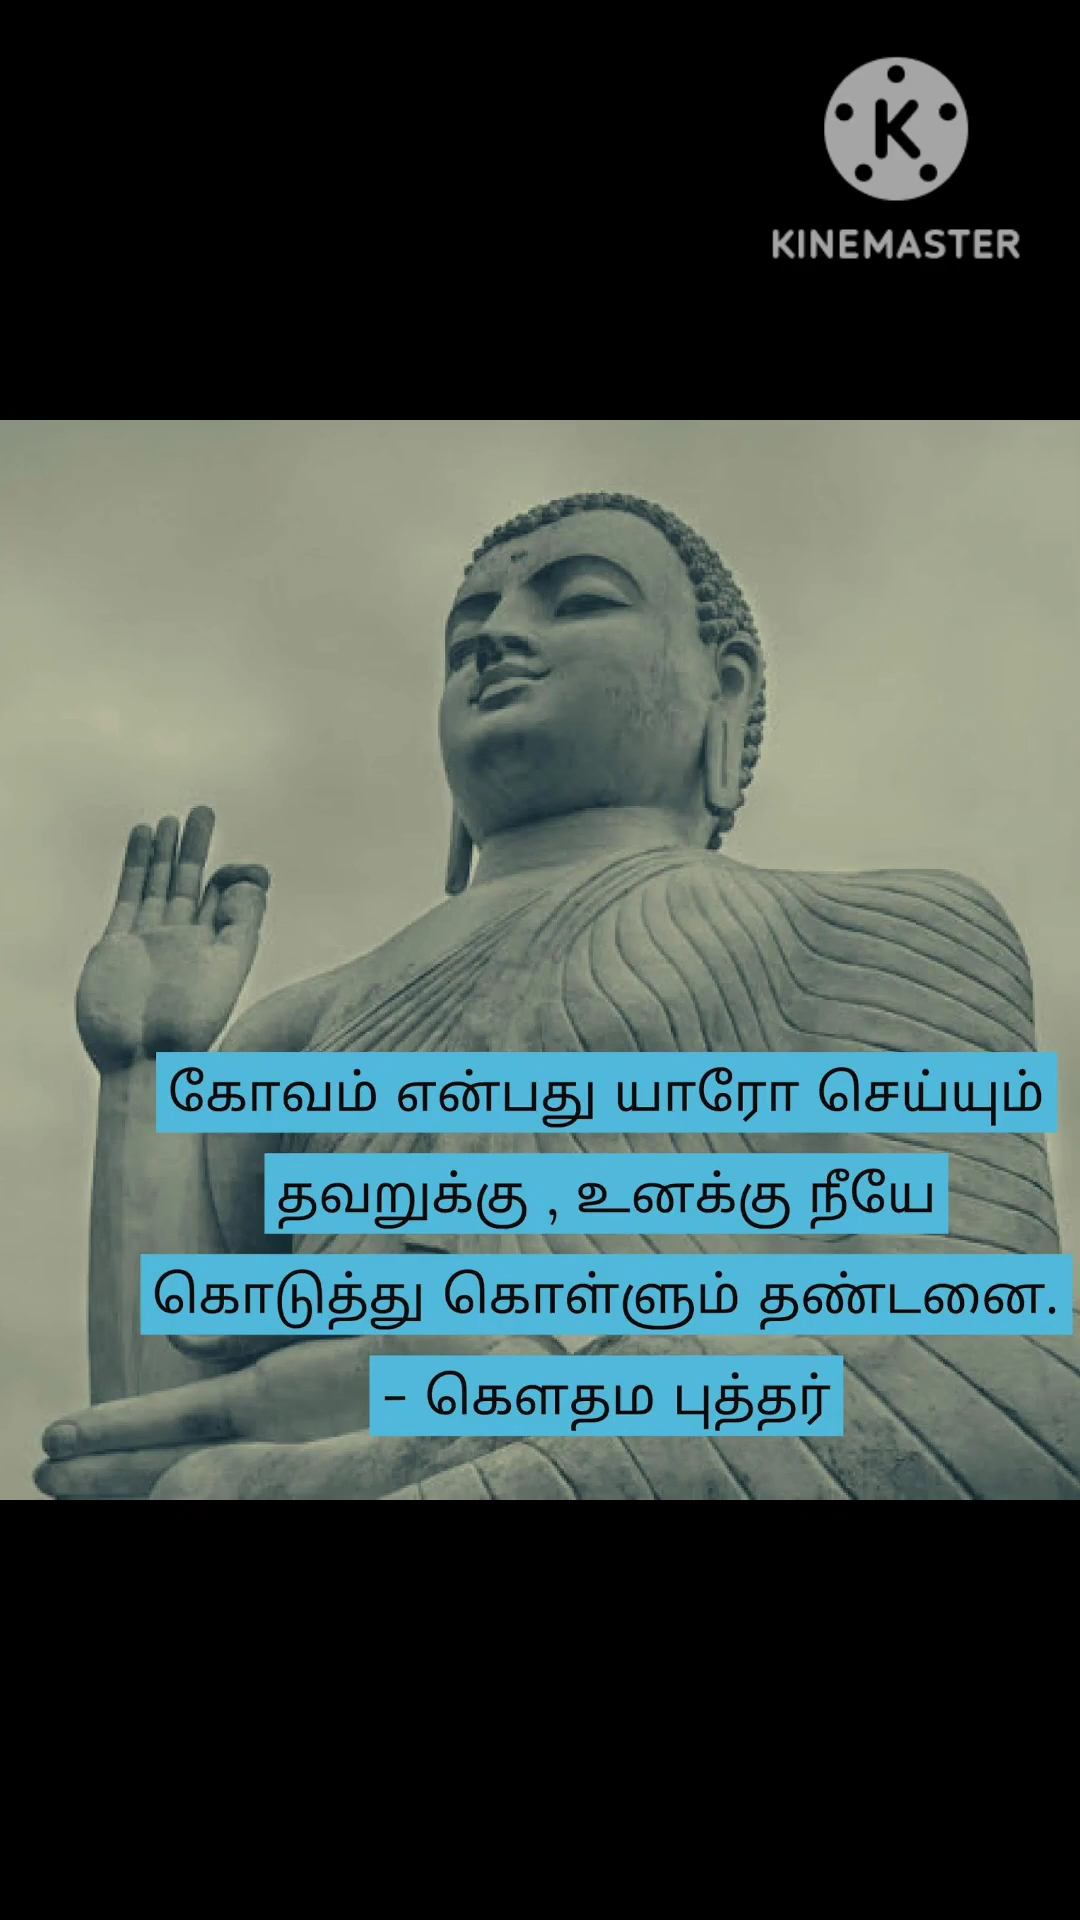 KINEMASTER
கோவம் என்பது யாரோ செய்யும்
தவறுக்கு , உனக்கு நீயே
கொடுத்து கொள்ளும் தண்டனை.
- கௌதம புத்தர்